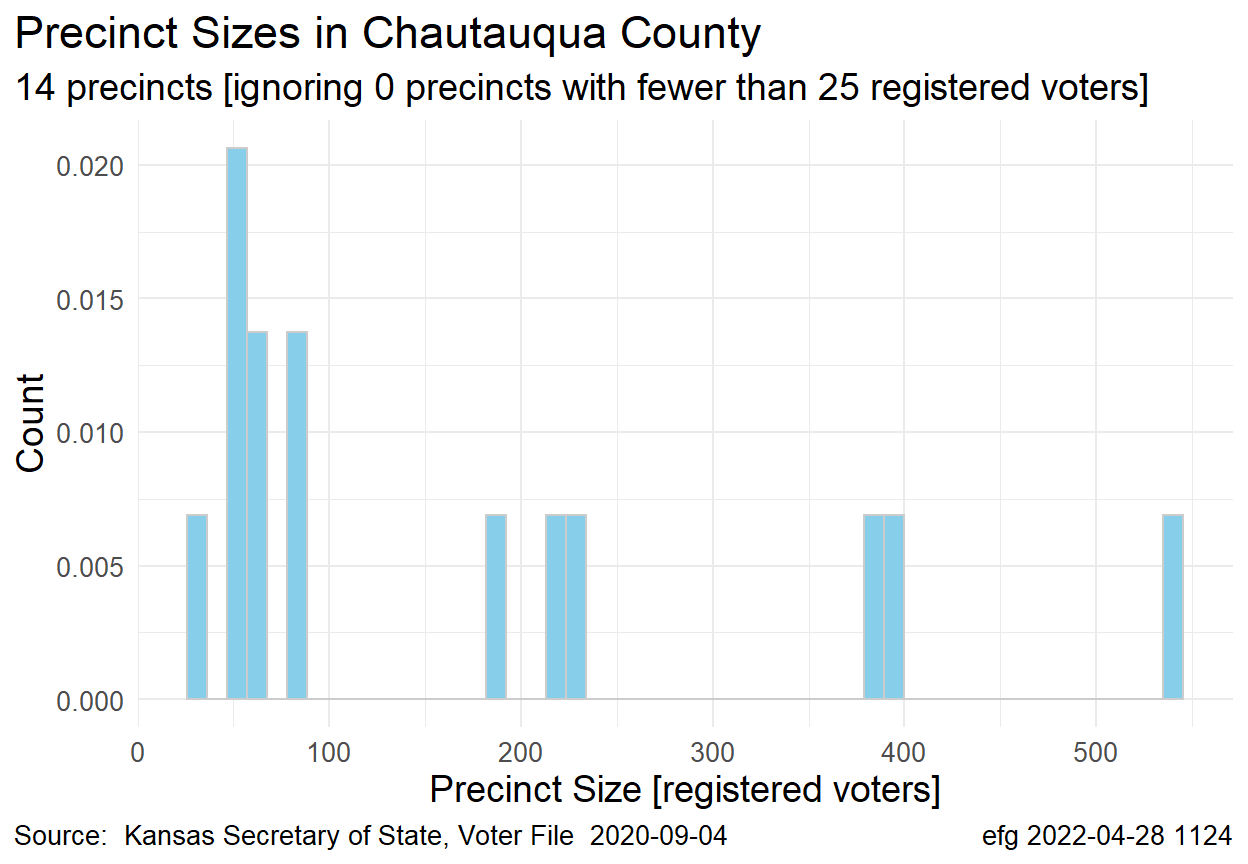 Precinct Sizes in Chautauqua County
14 precincts [ignoring 0 precincts with fewer than 25 registered voters]
0.020
0.015
0.010
0.005
0.000
Count
0 100 200 300 400 500
Precinct Size [registered voters]
Source: Kansas Secretary of State, Voter File 2020-09-04 efg 2022-04-28 1124